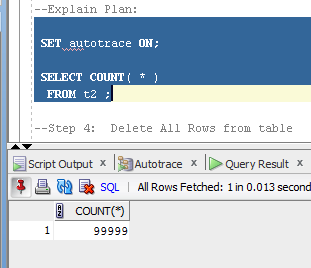 --Explain Plan:
SET autotrace ON;
SELECT COUNT( * )
FROM t2 ;
--Step 4:  Delete All Rows from table
Script Output x Autotrace x Query Result x
SQL | All Rows Fetched: 1 in 0.013 second
COUNT(*)
1 99999